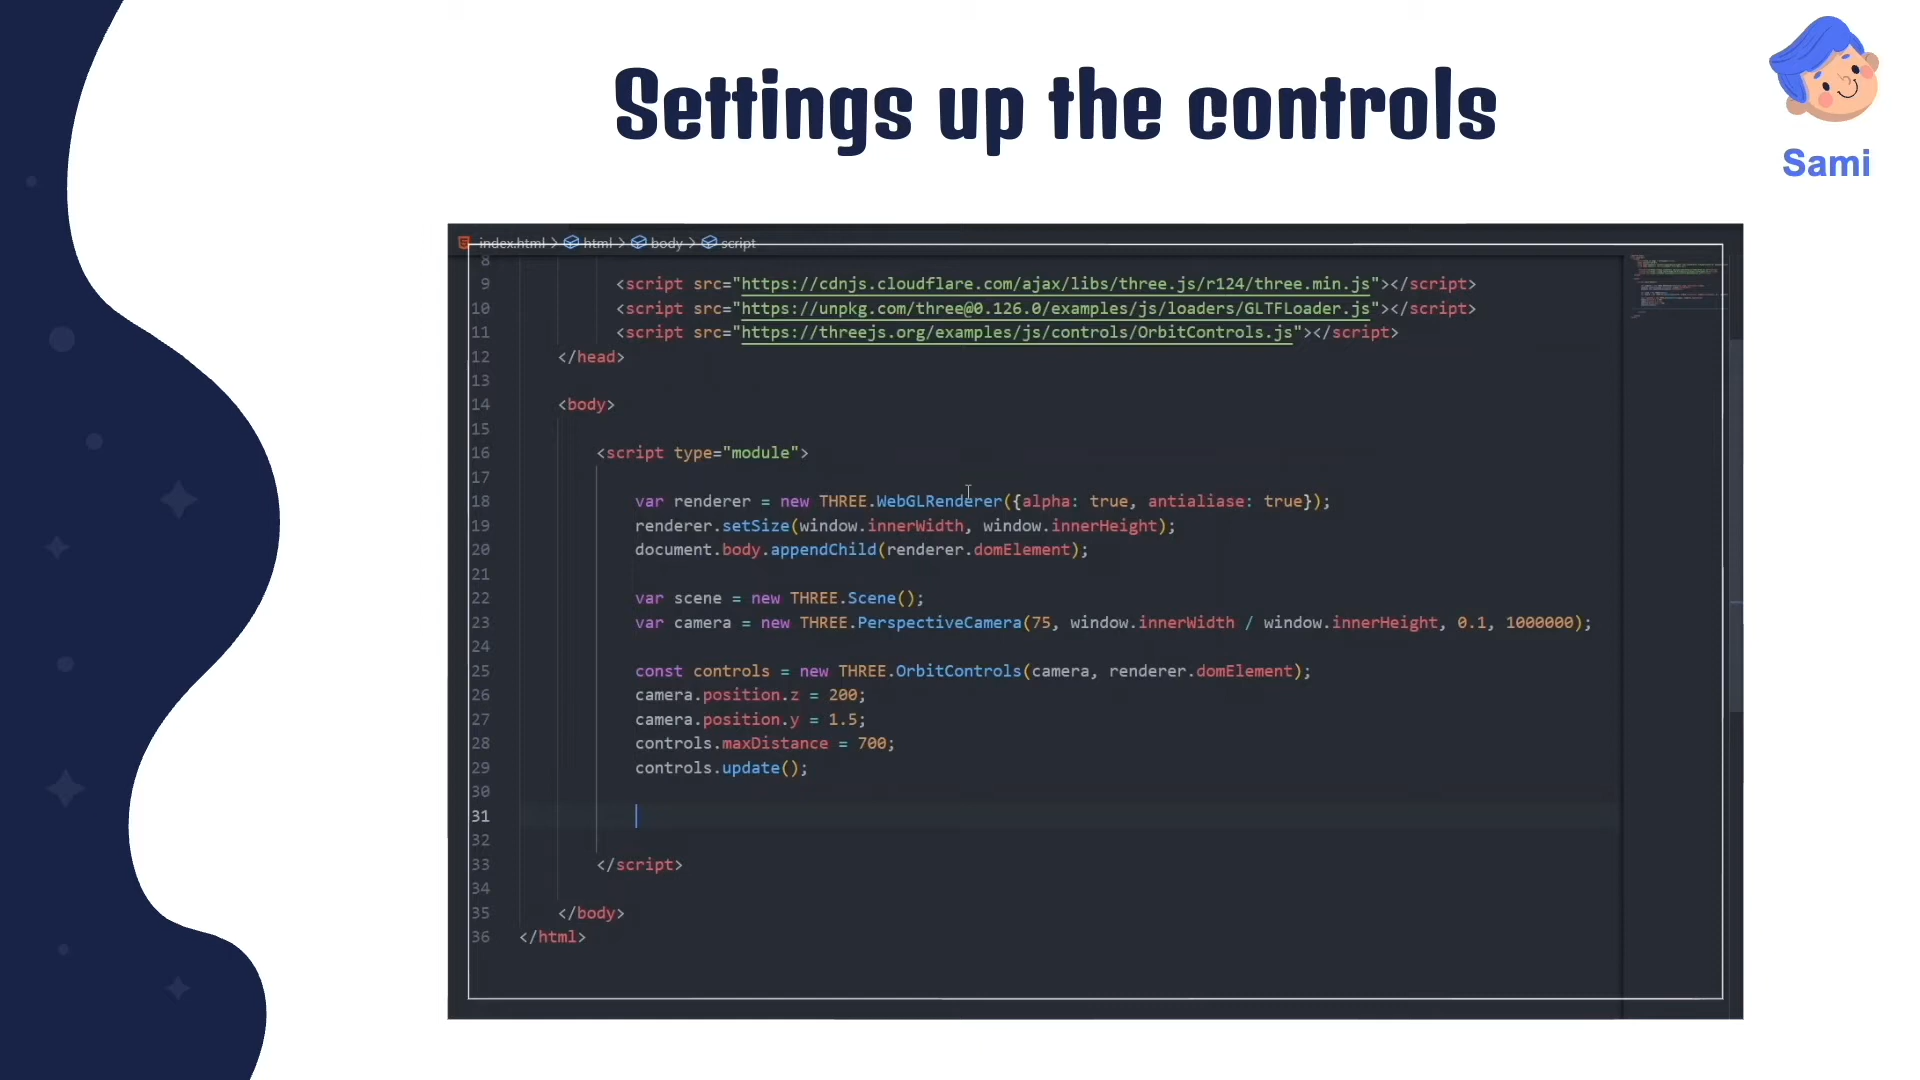 Settings up the controls
Sami
index.html > html > body > script
8
9 <script src="https://cdnjs.cloudflare.com/ajax/libs/three.js/r124/three.min.js"></script>
10 <script src="https://unpkg.com/three@0.126.0/examples/js/loaders/GLTFLoader.js"></script>
11 <script src="https://threejs.org/examples/js/controls/OrbitControls.js"></script>
12 </head>
13
14 <body>
15
16 <script type="module">
17
18 var renderer = new THREE.WebGLRenderer({alpha: true, antialiase: true});
19 renderer.setSize(window.innerWidth, window.innerHeight);
20 document.body.appendChild(renderer.domElement);
21
22 var scene = new THREE.Scene();
23 var camera = new THREE.PerspectiveCamera(75, window.innerWidth / window.innerHeight, 0.1, 1000000);
24
25 const controls = new THREE.OrbitControls(camera, renderer.domElement);
26 camera.position.z = 200;
27 camera.position.y = 1.5;
28 controls.maxDistance = 700;
29 controls.update();
30
31
32
33 </script>
34
35 </body>
36 </html>